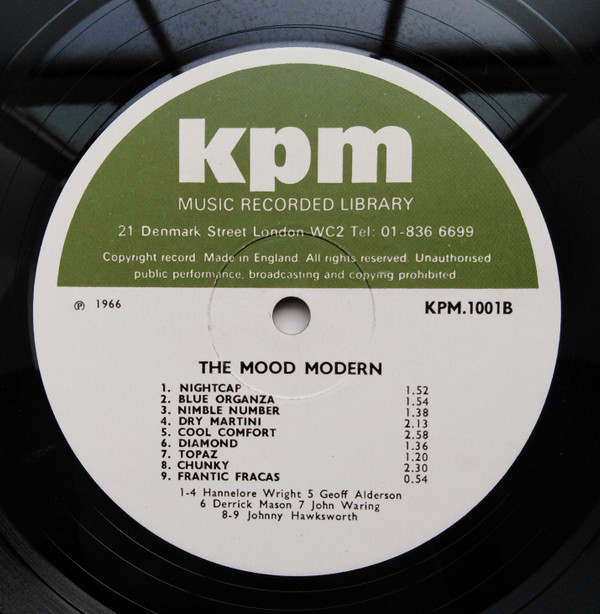 kpm
MUSIC RECORDED LIBRARY
21 Denmark Street London WC2 Tel: 01-836 6699
Copyright record. Made in England. All rights reserved. Unauthorised
public performance, broadcasting and copying prohibited
Ⓟ 1966 KPM.1001B
THE MOOD MODERN
1. NIGHTCAP 1.52
2. BLUE ORGANZA 1.54
3. NIMBLE NUMBER 1.38
4. DRY MARTINI 2.13
5. COOL COMFORT 2.58
6. DIAMOND 1.36
7. TOPAZ 1.20
8. CHUNKY 2.30
9. FRANTIC FRACAS 0.54
1-4 Hannelore Wright 5 Geoff Alderson
6 Derrick Mason 7 John Waring
8-9 Johnny Hawksworth